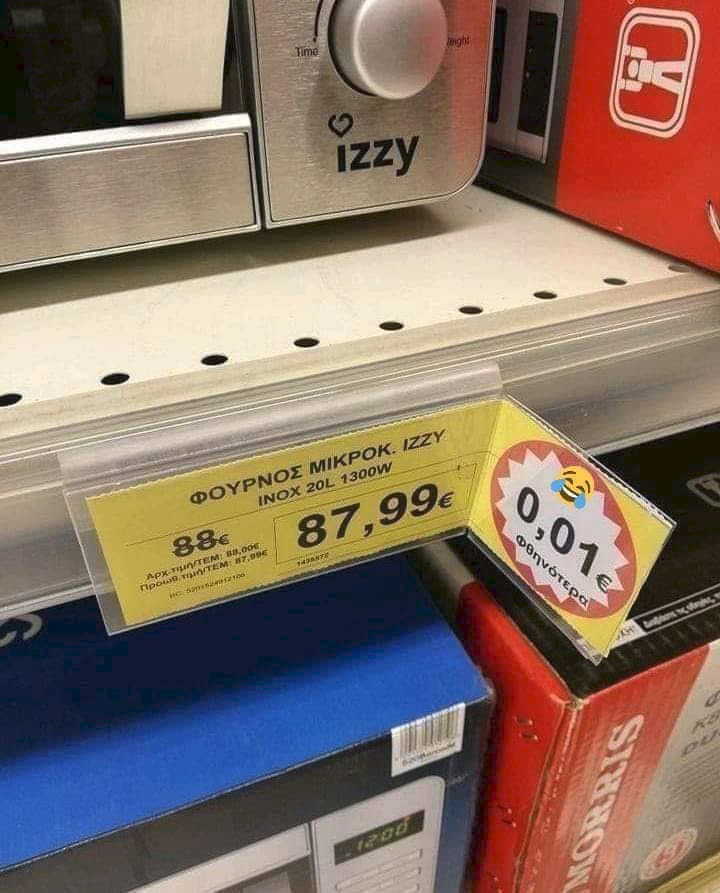 Time
Weight
izzy
ΦΟΥΡΝΟΣ ΜΙΚΡΟΚ. IZZY
INOX 20L 1300W
88€
87,99€
ΑΡΧ.τιμή/ΤΕΜ: 88,00€
Προωθ.τιμή/ΤΕΜ: 87,99€
1436872
0,01€
Φθηνότερα
MORRIS
12:00